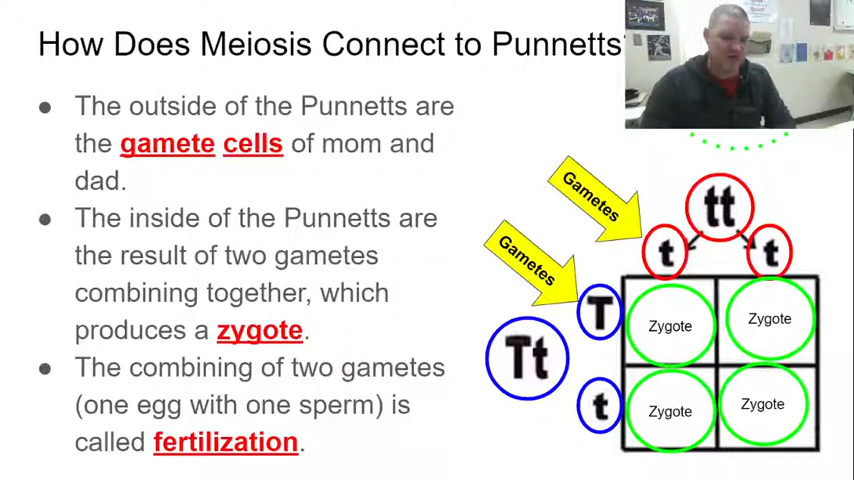 How Does Meiosis Connect to Punnetts
● The outside of the Punnetts are
the gamete cells of mom and
dad.
● The inside of the Punnetts are
the result of two gametes
combining together, which
produces a zygote.
● The combining of two gametes
(one egg with one sperm) is
called fertilization.
Gametes
tt
t t
Gametes
T
Tt
t
Zygote Zygote
Zygote Zygote